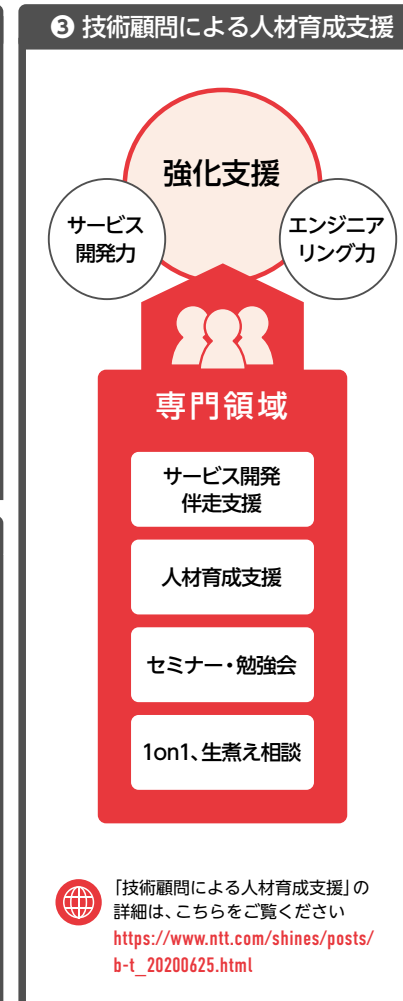 ❸ 技術顧問による人材育成支援
強化支援
サービス
開発力
エンジニア
リング力
専門領域
サービス開発
伴走支援
人材育成支援
セミナー・勉強会
1on1、生煮え相談
「技術顧問による人材育成支援」の
詳細は、こちらをご覧ください
https://www.ntt.com/shines/posts/
b-t_20200625.html